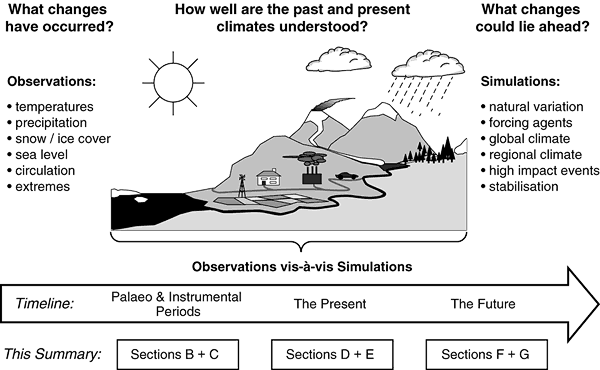 What changes
have occurred?
How well are the past and present
climates understood?
What changes
could lie ahead?
Observations:
• temperatures
• precipitation
• snow / ice cover
• sea level
• circulation
• extremes
Simulations:
• natural variation
• forcing agents
• global climate
• regional climate
• high impact events
• stabilisation
Observations vis-à-vis Simulations
Timeline:
Palaeo & Instrumental
Periods
The Present
The Future
This Summary:
Sections B + C
Sections D + E
Sections F + G